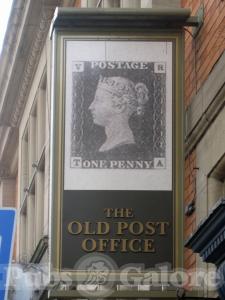 V POSTAGE R
T ONE PENNY A
THE
OLD POST
OFFICE
Pubs Galore